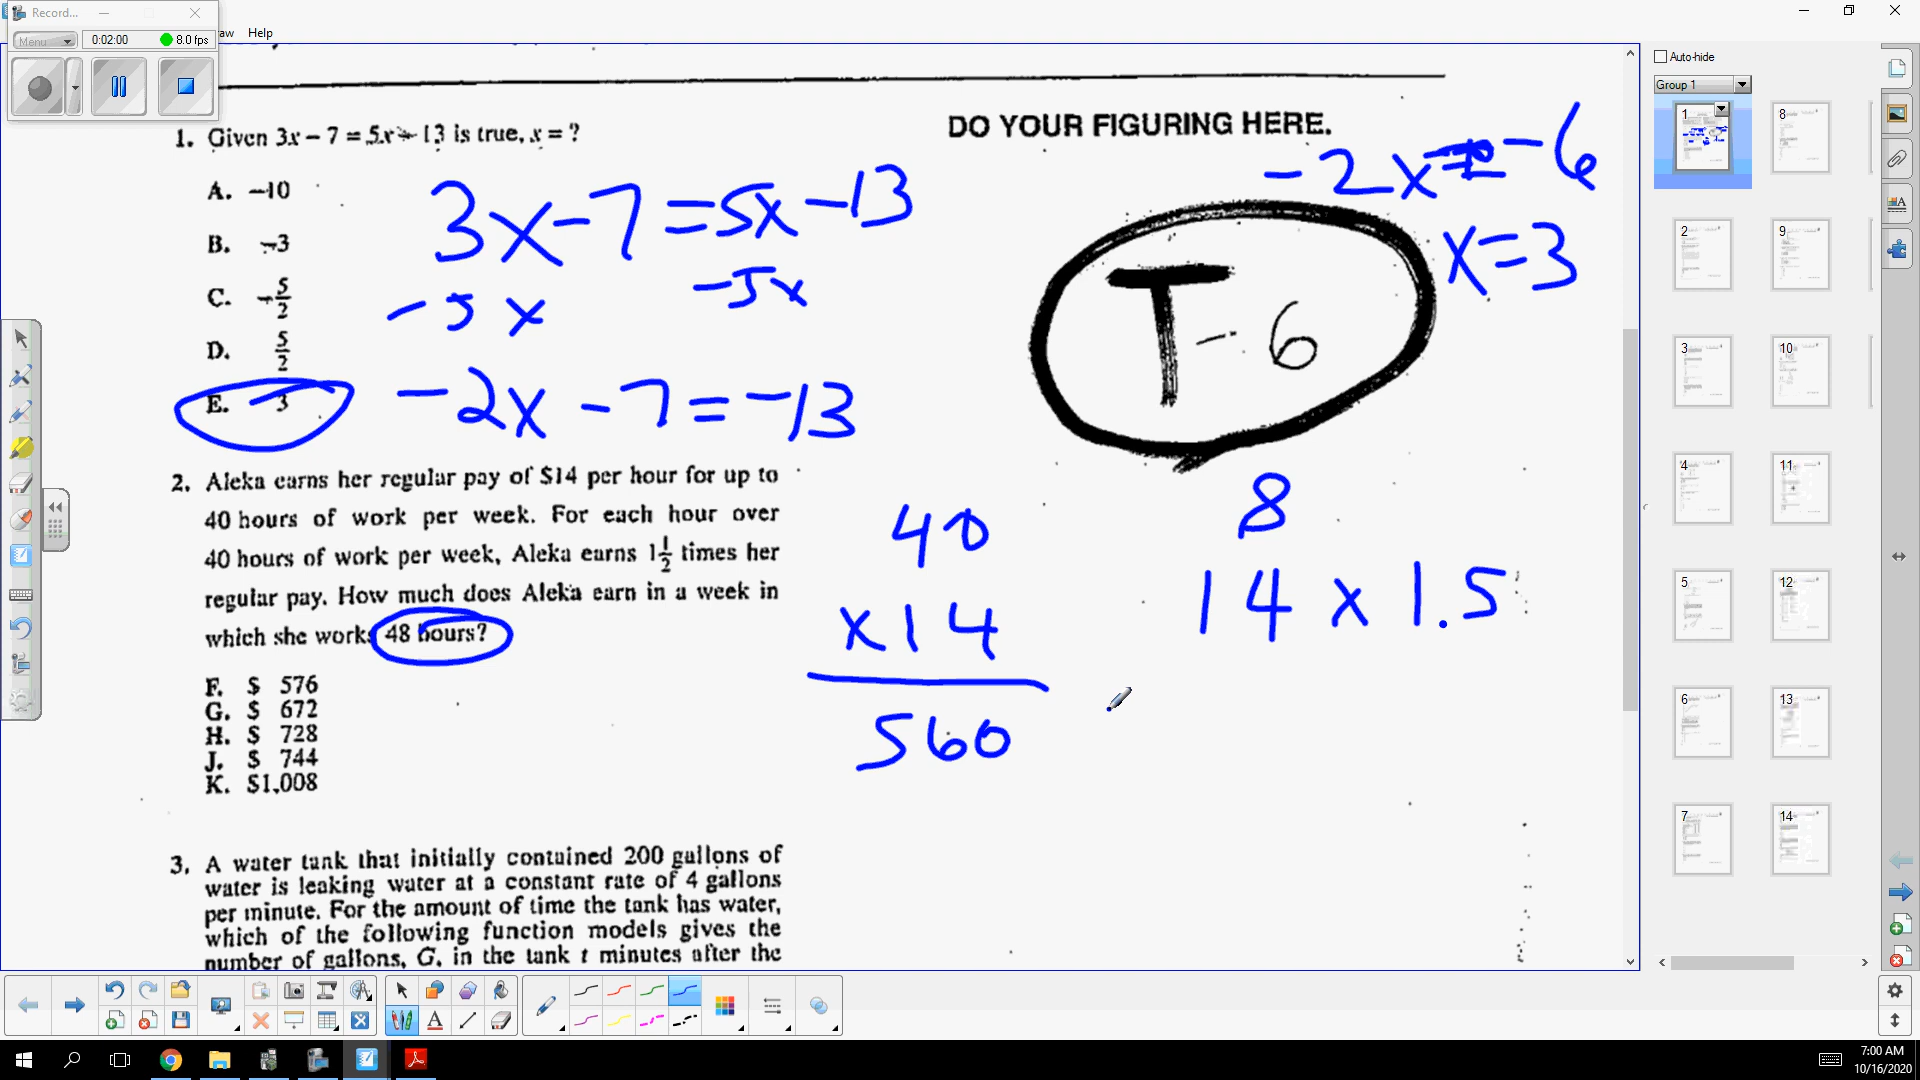 Record...
Menu
0:02:00
8.0 fps
aw Help
DO YOUR FIGURING HERE.
1. Given 3x – 7 = 5x – 13 is true, x = ?
A. –10
B. –3
C. –5/2
D. 5/2
E. 3
3x – 7 = 5x – 13
– 5x – 5x
–2x – 7 = –13
–2x = –6
x = 3
T – 6
2. Aleka earns her regular pay of $14 per hour for up to
40 hours of work per week. For each hour over
40 hours of work per week, Aleka earns 1 1/2 times her
regular pay. How much does Aleka earn in a week in
which she works 48 hours?
F. $ 576
G. $ 672
H. $ 728
J. $ 744
K. $1,008
40
x 14
560
8
14 x 1.5
3. A water tank that initially contained 200 gallons of
water is leaking water at a constant rate of 4 gallons
per minute. For the amount of time the tank has water,
which of the following function models gives the
number of gallons, G, in the tank t minutes after the
Auto-hide
Group 1
1
8
2
9
3
10
4
11
5
12
6
13
7
14
7:00 AM
10/16/2020